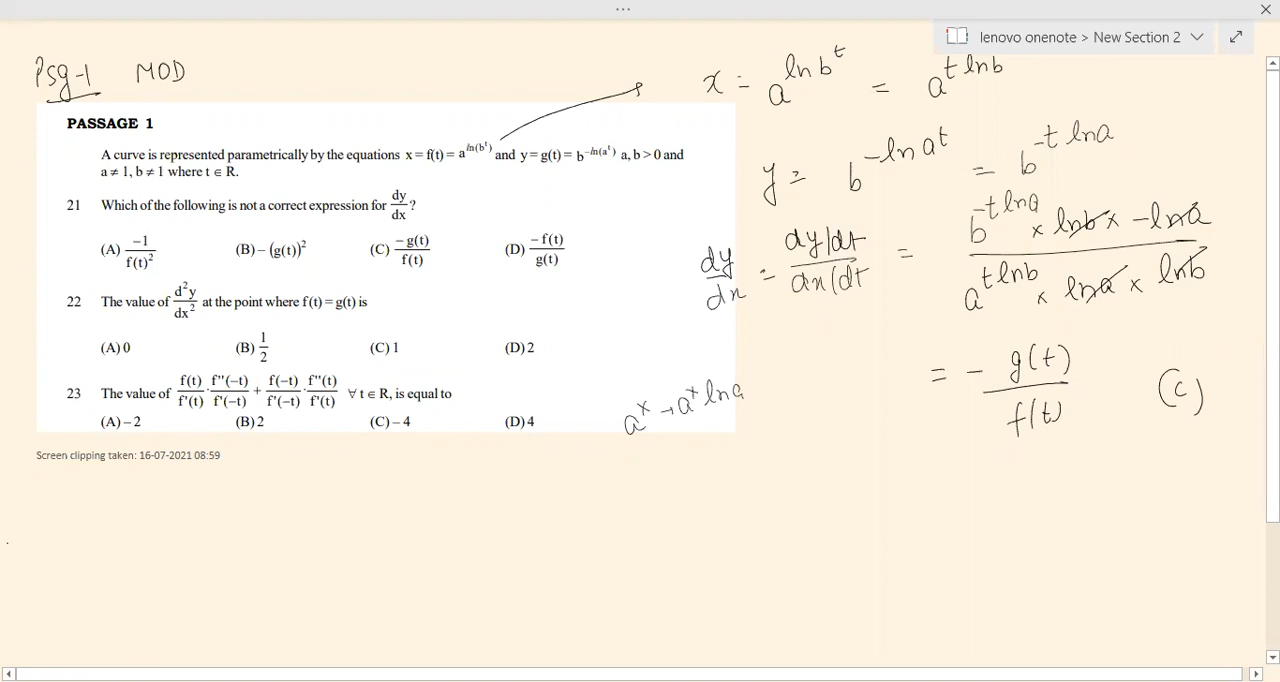 lenovo onenote > New Section 2
Psg-1 MOD
PASSAGE 1
A curve is represented parametrically by the equations x = f(t) = a^{ln(b^t)} and y = g(t) = b^{-ln(a^t)} a, b > 0 and
a ≠ 1, b ≠ 1 where t ∈ R.
21 Which of the following is not a correct expression for dy/dx?
(A) -1/f(t)² (B) – (g(t))² (C) -g(t)/f(t) (D) -f(t)/g(t)
22 The value of d²y/dx² at the point where f(t) = g(t) is
(A) 0 (B) 1/2 (C) 1 (D) 2
23 The value of f(t)/f'(t) · f''(-t)/f'(-t) + f(-t)/f'(-t) · f''(t)/f'(t) ∀ t ∈ R, is equal to
(A) – 2 (B) 2 (C) – 4 (D) 4
Screen clipping taken: 16-07-2021 08:59
x = a^{ln b^t} = a^{t ln b}
y = b^{-ln a^t} = b^{-t ln a}
dy/dx = (dy/dt)/(dx/dt) = (b^{-t ln a} × ln b × -ln a)/(a^{t ln b} × ln a × ln b)
= - g(t)/f(t) (C)
a^x → a^x ln a